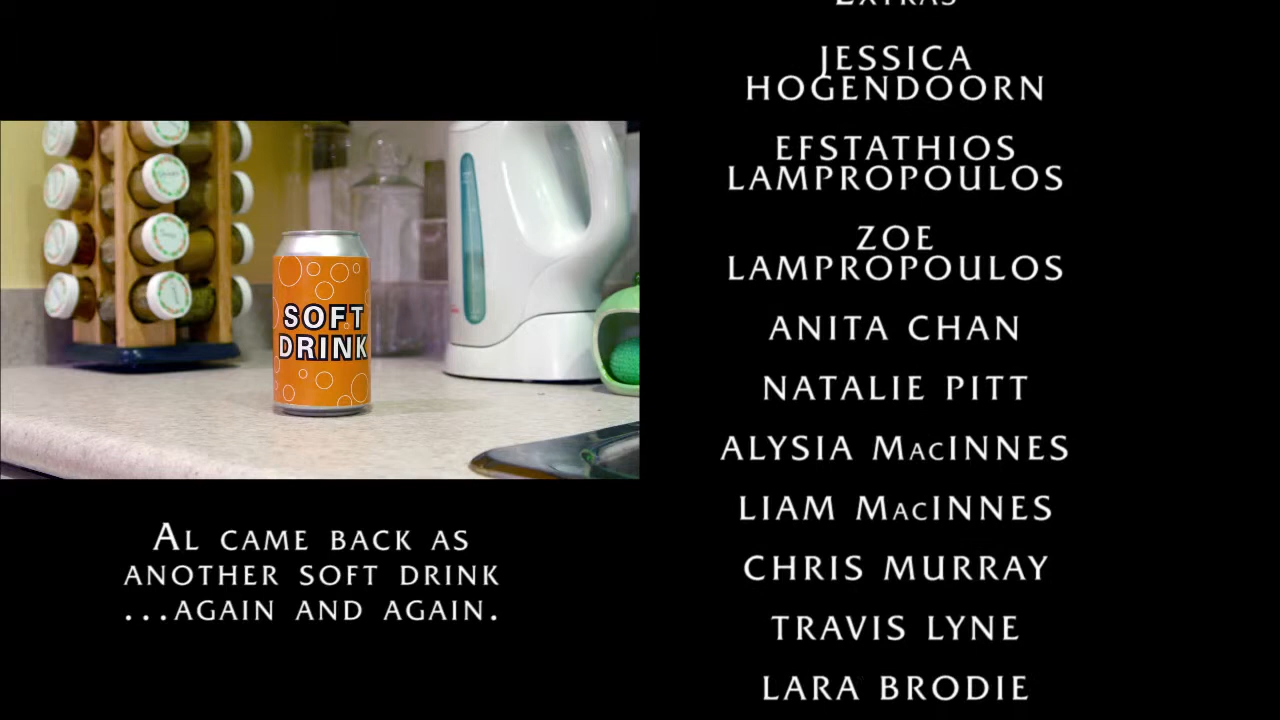 SOFT
DRINK
AL CAME BACK AS
ANOTHER SOFT DRINK
...AGAIN AND AGAIN.
EXTRAS
JESSICA
HOGENDOORN
EFSTATHIOS
LAMPROPOULOS
ZOE
LAMPROPOULOS
ANITA CHAN
NATALIE PITT
ALYSIA MACINNES
LIAM MACINNES
CHRIS MURRAY
TRAVIS LYNE
LARA BRODIE